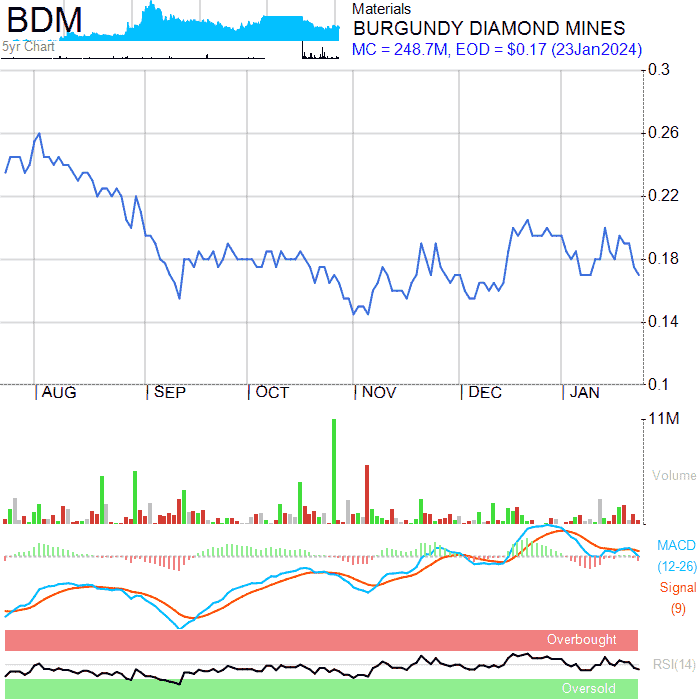 BDM
5yr Chart
Materials
BURGUNDY DIAMOND MINES
MC = 248.7M, EOD = $0.17 (23Jan2024)
0.3
0.26
0.22
0.18
0.14
0.1
AUG SEP OCT NOV DEC JAN
11M
Volume
MACD
(12-26)
Signal
(9)
Overbought
RSI(14)
Oversold